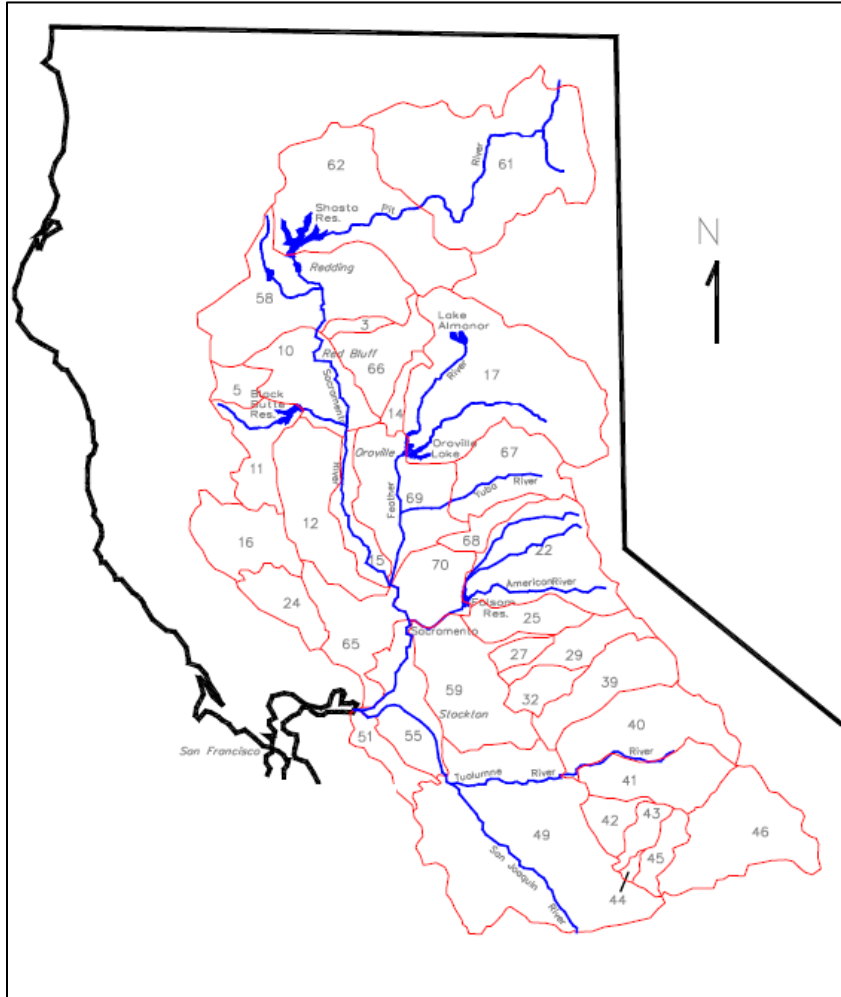 62
61
River
Pit
Shasta
Res.
N
Redding
58
3
Lake
Almanor
10
Red Bluff
66
River
17
5
Sacramento
Black
Butte
Res.
14
Oroville
Oroville
Lake
67
11
River
Feather
69
Yuba River
12
16
68
22
15
70
American River
24
Folsom
Res.
25
Sacramento
65
27
29
59
32
39
Stockton
40
San Francisco
51
55
River
Tuolumne River
41
42
43
49
46
45
San Joaquin
River
44